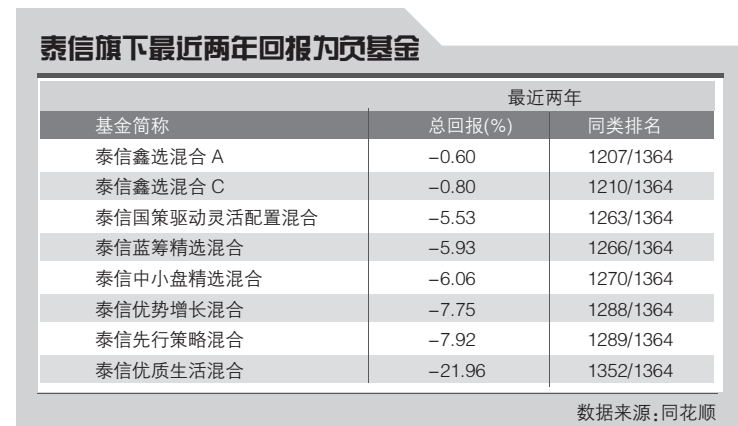 泰信旗下最近两年回报为负基金
最近两年
基金简称 总回报(%) 同类排名
泰信鑫选混合 A -0.60 1207/1364
泰信鑫选混合 C -0.80 1210/1364
泰信国策驱动灵活配置混合 -5.53 1263/1364
泰信蓝筹精选混合 -5.93 1266/1364
泰信中小盘精选混合 -6.06 1270/1364
泰信优势增长混合 -7.75 1288/1364
泰信先行策略混合 -7.92 1289/1364
泰信优质生活混合 -21.96 1352/1364
数据来源:同花顺